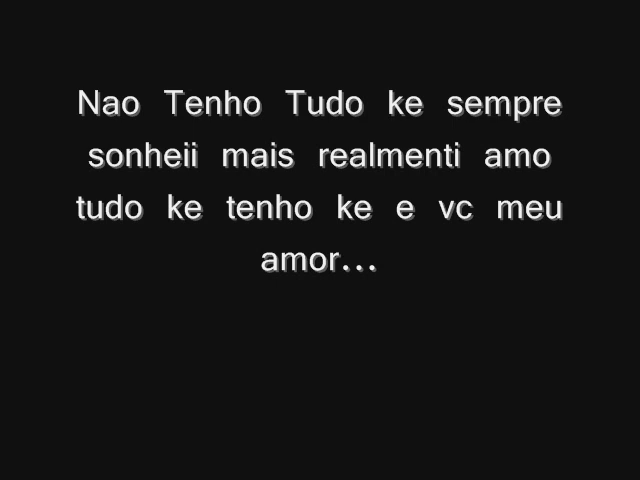 Nao Tenho Tudo ke sempre
sonheii mais realmenti amo
tudo ke tenho ke e vc meu
amor...